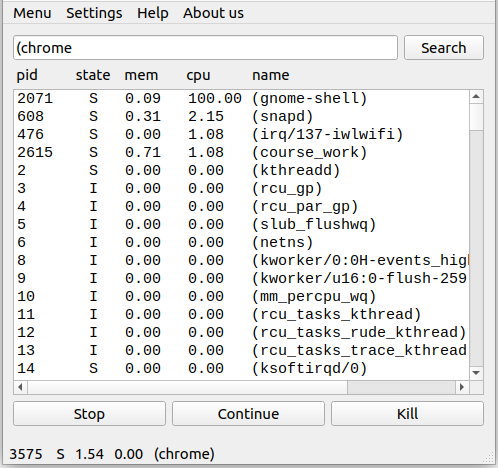 Menu Settings Help About us
(chrome Search
pid state mem cpu name
2071 S 0.09 100.00 (gnome-shell)
608 S 0.31 2.15 (snapd)
476 S 0.00 1.08 (irq/137-iwlwifi)
2615 S 0.71 1.08 (course_work)
2 S 0.00 0.00 (kthreadd)
3 I 0.00 0.00 (rcu_gp)
4 I 0.00 0.00 (rcu_par_gp)
5 I 0.00 0.00 (slub_flushwq)
6 I 0.00 0.00 (netns)
8 I 0.00 0.00 (kworker/0:0H-events_hig
9 I 0.00 0.00 (kworker/u16:0-flush-259
10 I 0.00 0.00 (mm_percpu_wq)
11 I 0.00 0.00 (rcu_tasks_kthread)
12 I 0.00 0.00 (rcu_tasks_rude_kthread)
13 I 0.00 0.00 (rcu_tasks_trace_kthread
14 S 0.00 0.00 (ksoftirqd/0)
Stop Continue Kill
3575 S 1.54 0.00 (chrome)